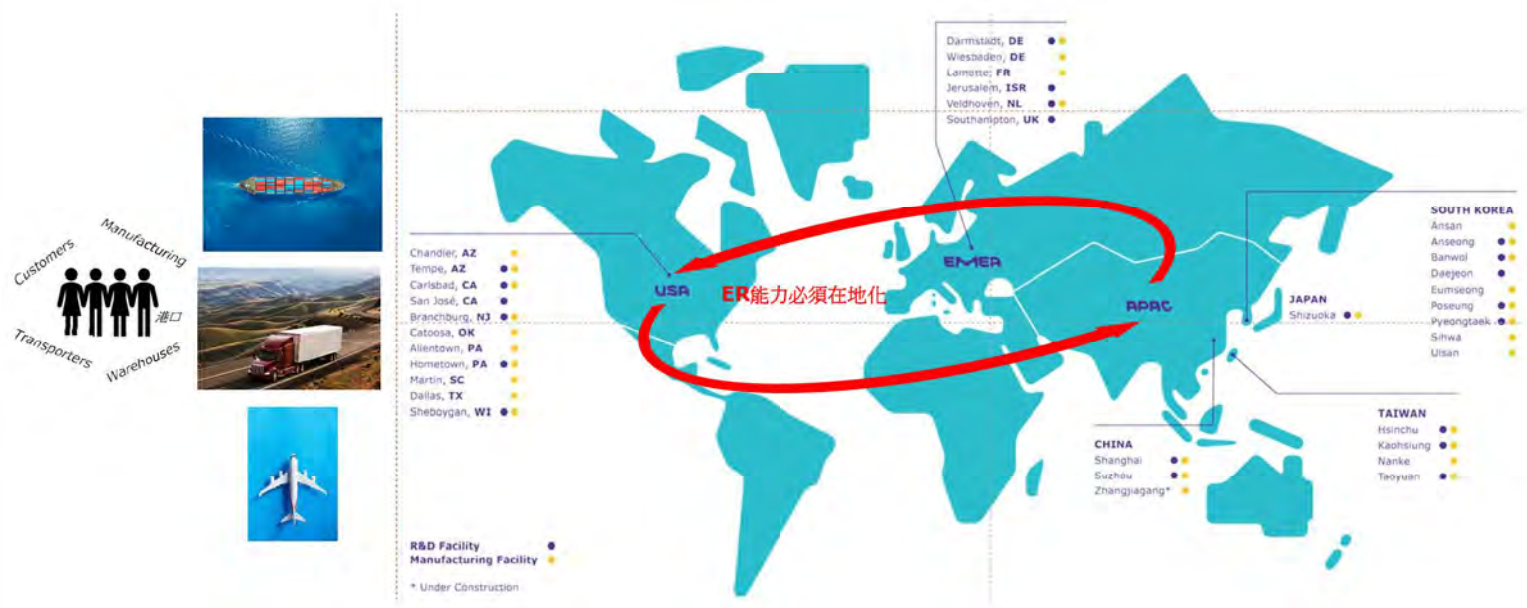 Customers
Manufacturing
港口
Transporters
Warehouses
Chandler, AZ
Tempe, AZ
Carlsbad, CA
San José, CA
Branchburg, NJ
Catoosa, OK
Allentown, PA
Hometown, PA
Martin, SC
Dallas, TX
Sheboygan, WI
R&D Facility
Manufacturing Facility
* Under Construction
Darmstadt, DE
Wiesbaden, DE
Lamotte, FR
Jerusalem, ISR
Veldhoven, NL
Southampton, UK
USA
EMEA
APAC
ER能力必須在地化
SOUTH KOREA
Ansan
Anseong
Banwol
Daejeon
Eumseong
Poseung
Pyeongtaek
Sihwa
Ulsan
JAPAN
Shizuoka
TAIWAN
Hsinchu
Kaohsiung
Nanke
Taoyuan
CHINA
Shanghai
Suzhou
Zhangjiagang*